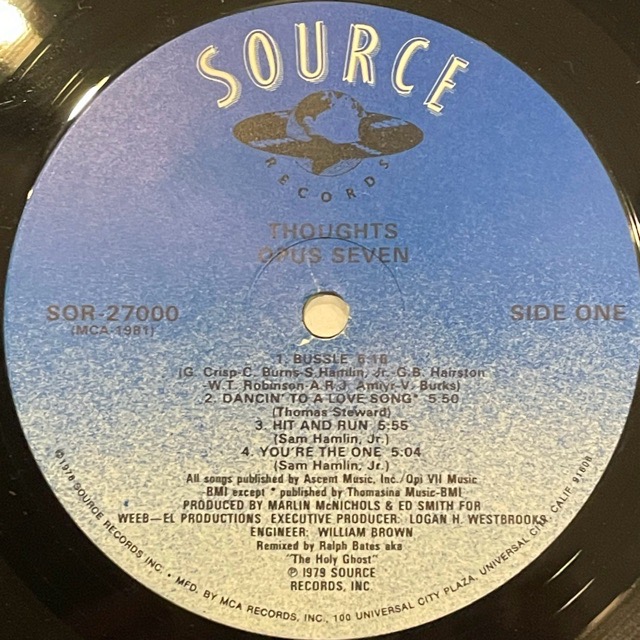 SOURCE
RECORDS
THOUGHTS
OPUS SEVEN
SOR-27000
(MCA-1981)
SIDE ONE
1. BUSSLE 6:18
(G. Crisp-C. Burns-S.Hamlin, Jr.-G.B. Hairston
W.T. Robinson-A.R.J. Amiyr-V. Burks)
2. DANCIN' TO A LOVE SONG* 5:50
(Thomas Steward)
3. HIT AND RUN 5:55
(Sam Hamlin, Jr.)
4. YOU'RE THE ONE 5:04
(Sam Hamlin, Jr.)
All songs published by Ascent Music, Inc./Opi VII Music
-BMI except * published by Thomasina Music-BMI
PRODUCED BY MARLIN McNICHOLS & ED SMITH FOR
WEEB—EL PRODUCTIONS EXECUTIVE PRODUCER: LOGAN H. WESTBROOKS
ENGINEER: WILLIAM BROWN
Remixed by Ralph Bates aka
"The Holy Ghost"
℗ 1979 SOURCE
RECORDS, INC.
©1978 SOURCE RECORDS INC. • MFD. BY MCA RECORDS, INC., 100 UNIVERSAL CITY PLAZA, UNIVERSAL CITY, CALIF. 91608